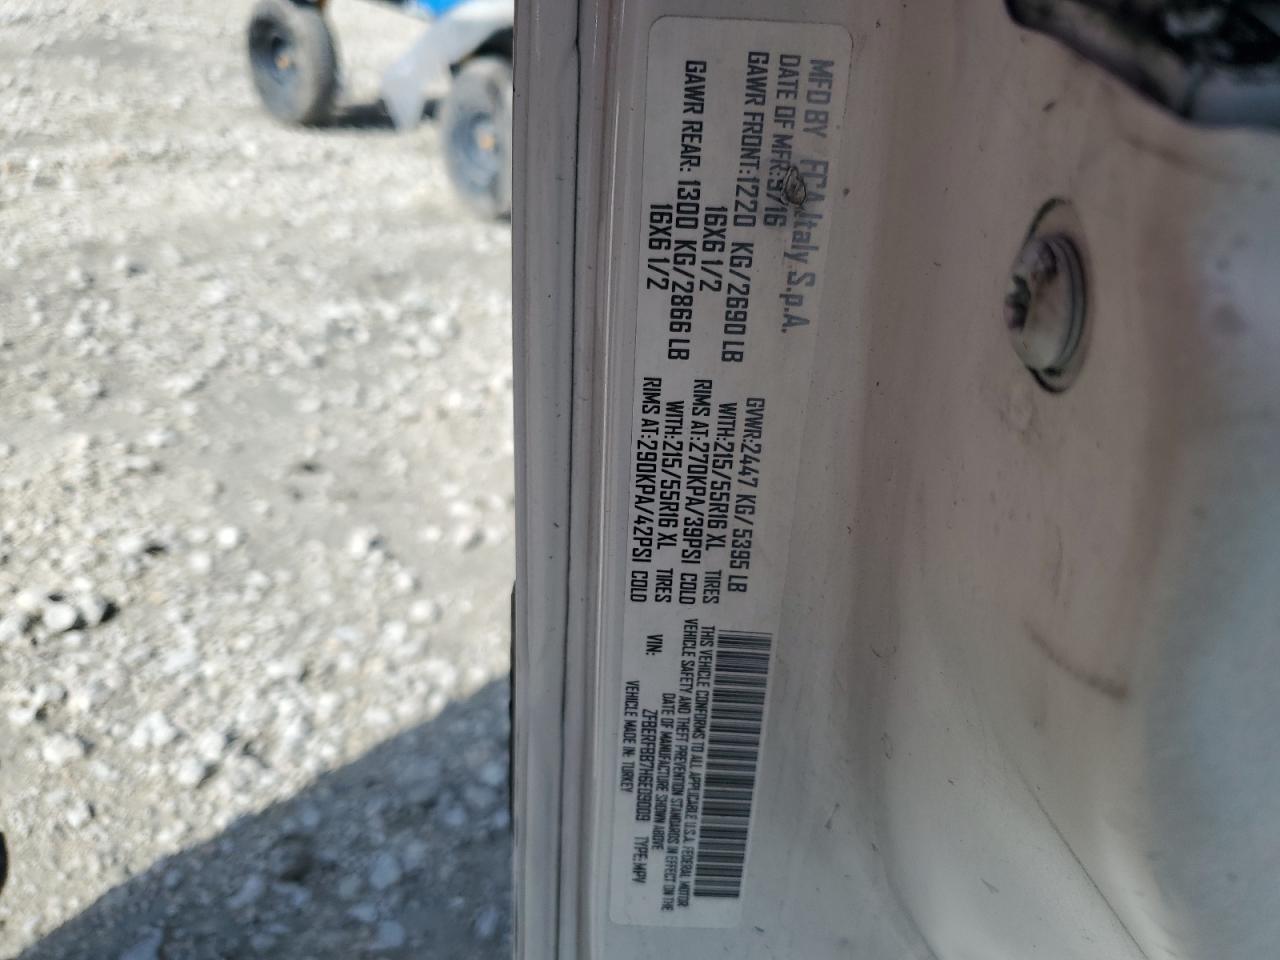 MFD BY FCA Italy S.p.A.
DATE OF MFR:9/16
GAWR FRONT:1220 KG/2690 LB GVWR:2447 KG/5395 LB
16X6 1/2 WITH:215/55R16 XL TIRES
RIMS AT:270KPA/39PSI COLD
GAWR REAR: 1300 KG/2866 LB WITH:215/55R16 XL TIRES
16X6 1/2 RIMS AT:290KPA/42PSI COLD
THIS VEHICLE CONFORMS TO ALL APPLICABLE U.S.A. FEDERAL MOTOR
VEHICLE SAFETY AND THEFT PREVENTION STANDARDS IN EFFECT ON THE
DATE OF MANUFACTURE SHOWN ABOVE
VIN: ZFBERFBB7H6E09009 TYPE:MPV
VEHICLE MADE IN: TURKEY